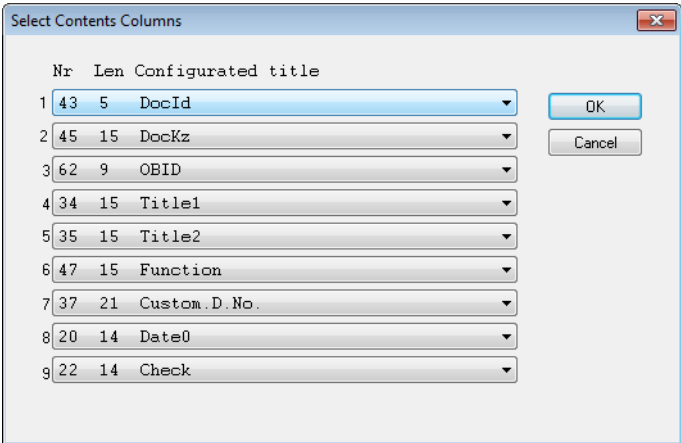 Select Contents Columns
Nr Len Configurated title
1 43 5 DocId
OK
2 45 15 DocKz
Cancel
3 62 9 OBID
4 34 15 Title1
5 35 15 Title2
6 47 15 Function
7 37 21 Custom.D.No.
8 20 14 Date0
9 22 14 Check